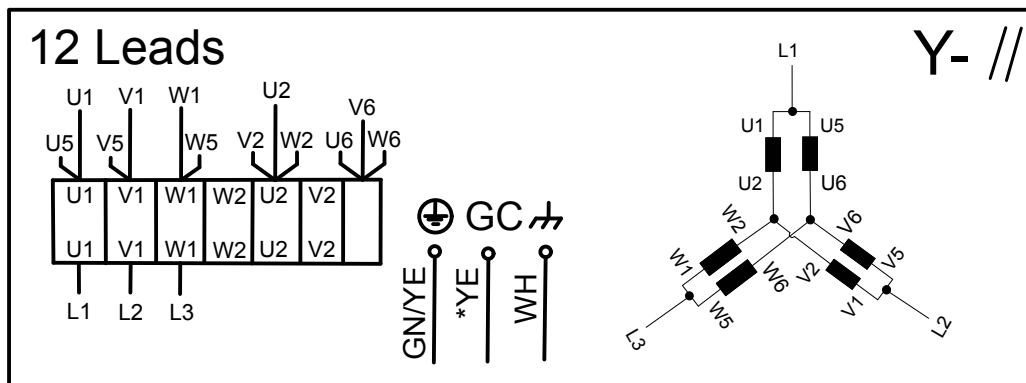 12 Leads
Y- //
U1 V1 W1 U2 V6
U5 V5 W5 V2 W2 U6 W6
U1 V1 W1 W2 U2 V2
U1 V1 W1 W2 U2 V2
L1 L2 L3
GC
GN/YE *YE WH
L1
U1 U5
U2 U6
W2 V6
W1 W6 V2 V5
W5 V1
L3 L2